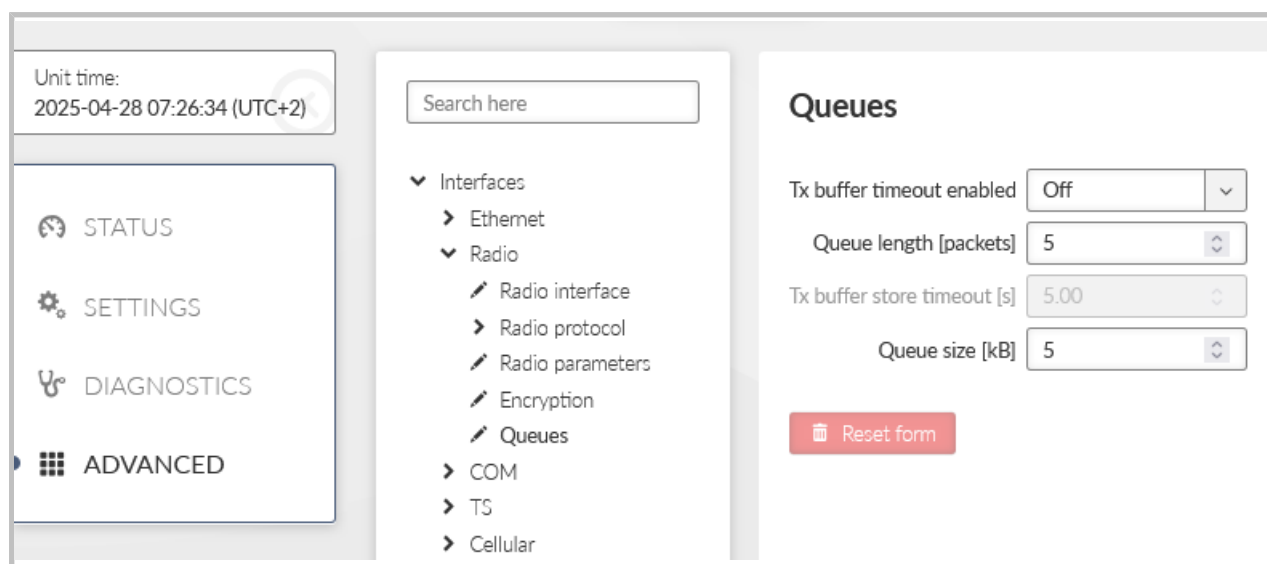 Unit time:
2025-04-28 07:26:34 (UTC+2)
STATUS
SETTINGS
DIAGNOSTICS
ADVANCED
Search here
Interfaces
Ethernet
Radio
Radio interface
Radio protocol
Radio parameters
Encryption
Queues
COM
TS
Cellular
Queues
Tx buffer timeout enabled Off
Queue length [packets] 5
Tx buffer store timeout [s] 5.00
Queue size [kB] 5
Reset form